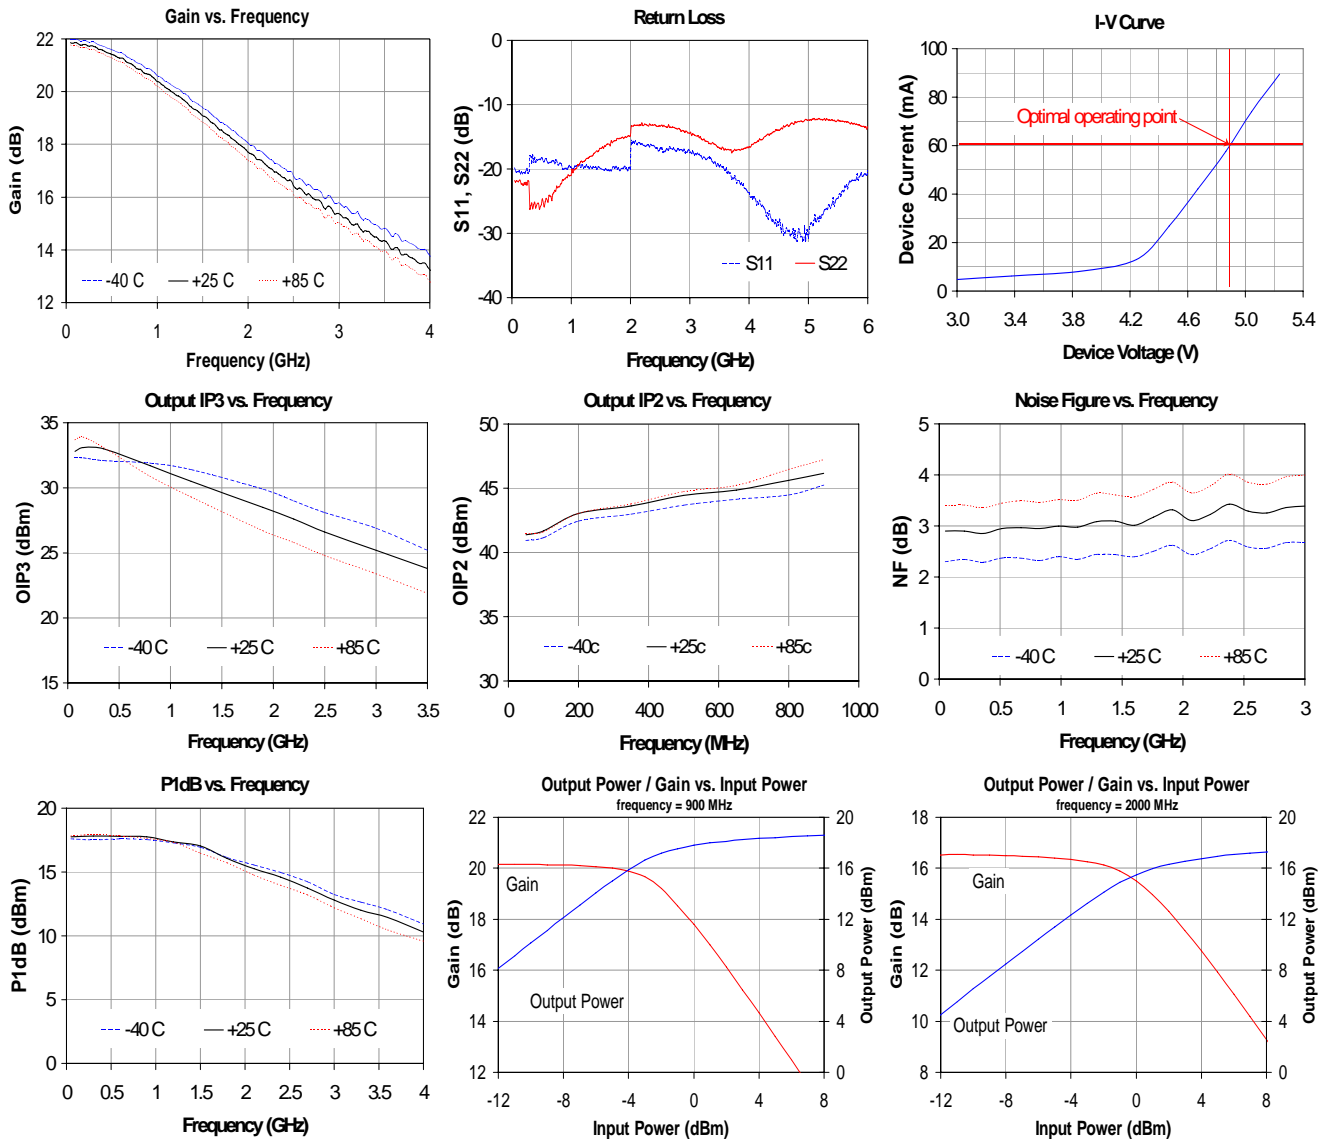 Gain vs. Frequency
22
20
18
16
14
12
Gain (dB)
-40 C
+25 C
+85 C
0
1
2
3
4
Frequency (GHz)
Return Loss
0
-10
-20
-30
-40
S11, S22 (dB)
S11
S22
0
1
2
3
4
5
6
Frequency (GHz)
I-V Curve
100
80
60
40
20
0
Device Current (mA)
Optimal operating point
3.0
3.4
3.8
4.2
4.6
5.0
5.4
Device Voltage (V)
Output IP3 vs. Frequency
35
30
25
20
15
OIP3 (dBm)
-40 C
+25 C
+85 C
0
0.5
1
1.5
2
2.5
3
3.5
Frequency (GHz)
Output IP2 vs. Frequency
50
45
40
35
30
OIP2 (dBm)
-40c
+25c
+85c
0
200
400
600
800
1000
Frequency (MHz)
Noise Figure vs. Frequency
5
4
3
2
1
0
NF (dB)
-40 C
+25 C
+85 C
0
0.5
1
1.5
2
2.5
3
Frequency (GHz)
P1dB vs. Frequency
20
15
10
5
0
P1dB (dBm)
-40 C
+25 C
+85 C
0
0.5
1
1.5
2
2.5
3
3.5
4
Frequency (GHz)
Output Power / Gain vs. Input Power
frequency = 900 MHz
22
20
18
16
14
12
Gain (dB)
Gain
Output Power
20
16
12
8
4
0
Output Power (dBm)
-12
-8
-4
0
4
8
Input Power (dBm)
Output Power / Gain vs. Input Power
frequency = 2000 MHz
18
16
14
12
10
8
Gain (dB)
Gain
Output Power
20
16
12
8
4
0
Output Power (dBm)
-12
-8
-4
0
4
8
Input Power (dBm)